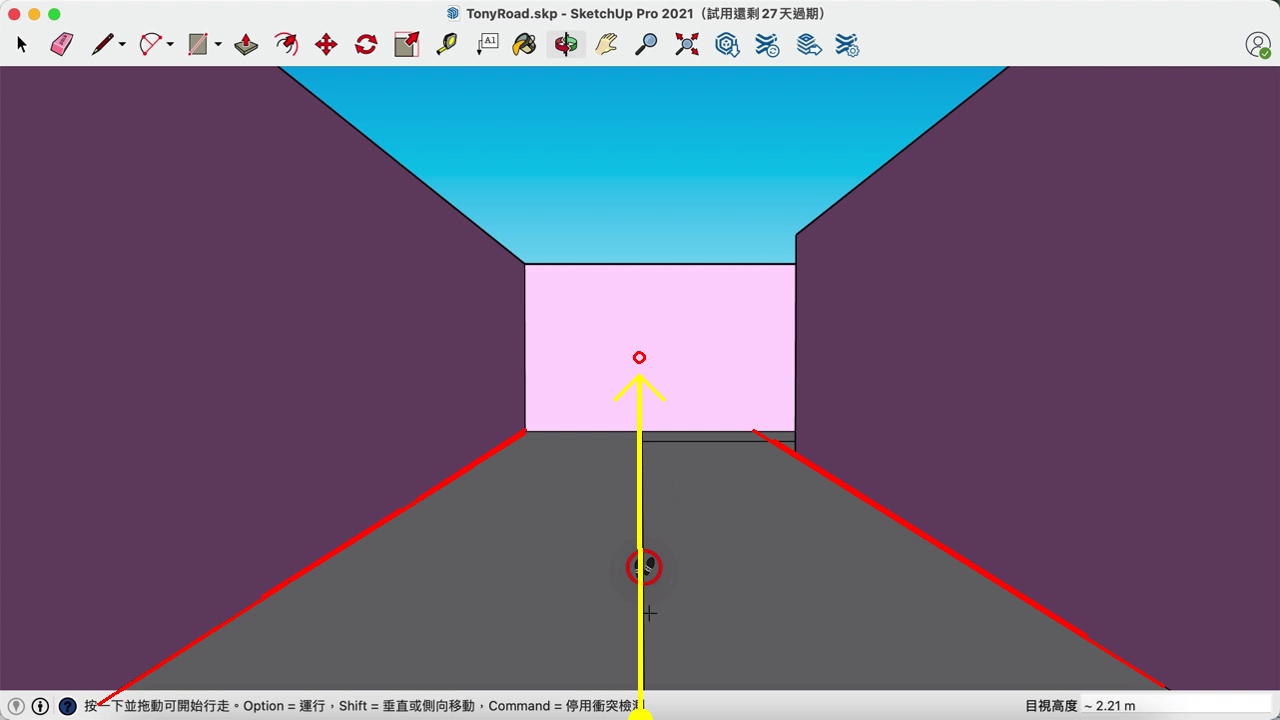 TonyRoad.skp - SketchUp Pro 2021（試用還剩 27 天過期）
A1
按一下並拖動可開始行走。Option = 運行，Shift = 垂直或側向移動，Command = 停用衝突檢測
目視高度 ~ 2.21 m